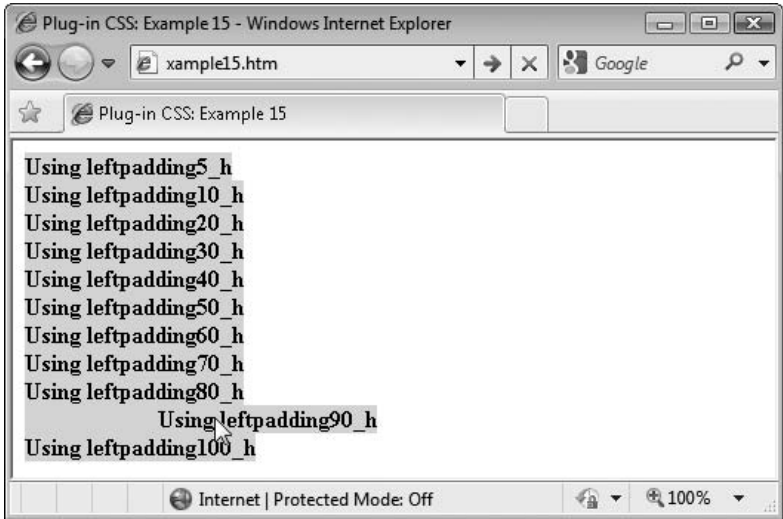 Plug-in CSS: Example 15 - Windows Internet Explorer
xample15.htm
Google
Plug-in CSS: Example 15
Using leftpadding5_h
Using leftpadding10_h
Using leftpadding20_h
Using leftpadding30_h
Using leftpadding40_h
Using leftpadding50_h
Using leftpadding60_h
Using leftpadding70_h
Using leftpadding80_h
Using leftpadding90_h
Using leftpadding100_h
Internet | Protected Mode: Off
100%